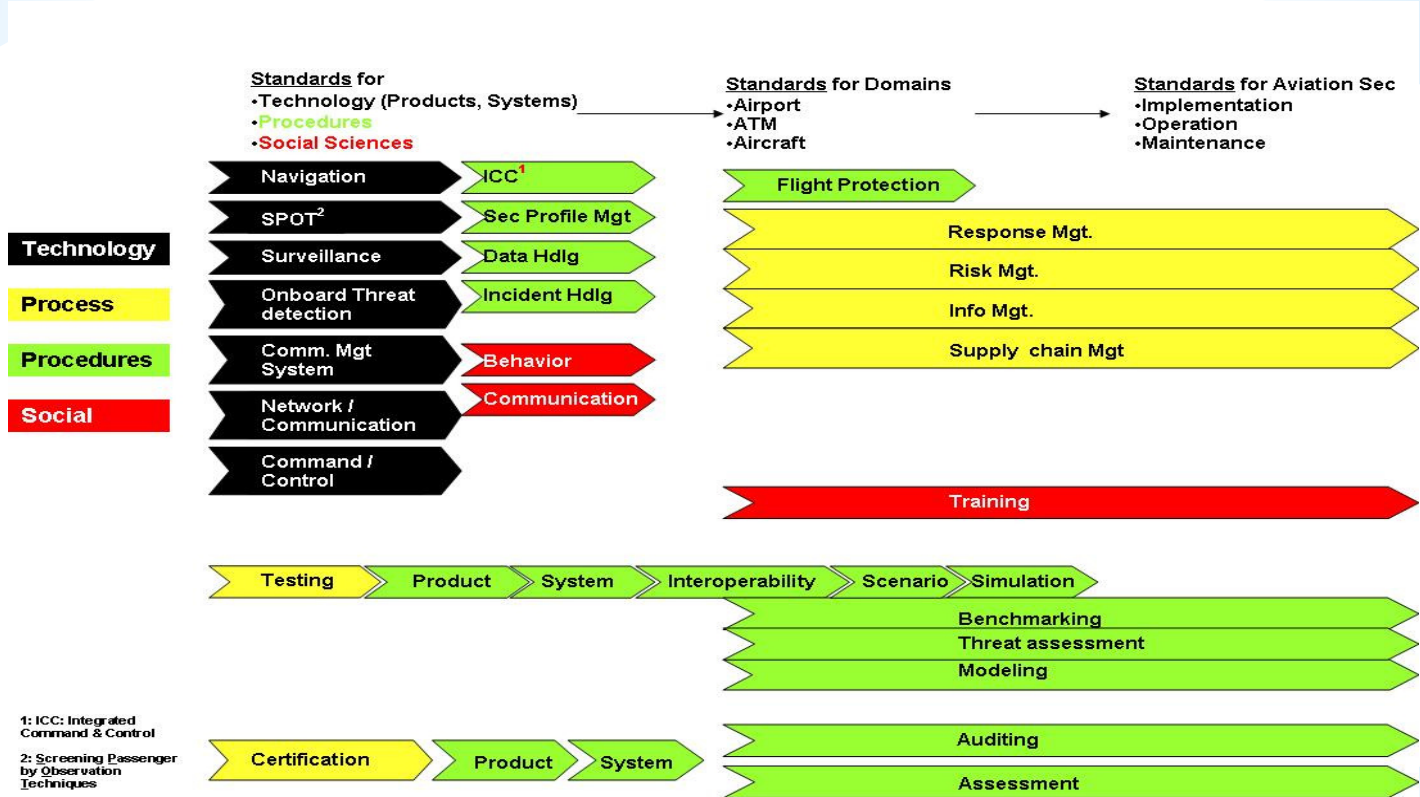 Standards for
•Technology (Products, Systems)
•Procedures
•Social Sciences
Standards for Domains
•Airport
•ATM
•Aircraft
Standards for Aviation Sec
•Implementation
•Operation
•Maintenance
Technology
Process
Procedures
Social
Navigation
SPOT2
Surveillance
Onboard Threat
detection
Comm. Mgt
System
Network /
Communication
Command /
Control
ICC1
Sec Profile Mgt
Data Hdlg
Incident Hdlg
Behavior
Communication
Flight Protection
Response Mgt.
Risk Mgt.
Info Mgt.
Supply chain Mgt
Training
Testing
Product
System
Interoperability
Scenario
Simulation
Benchmarking
Threat assessment
Modeling
Certification
Product
System
Auditing
Assessment
1: ICC: Integrated
Command & Control
2: Screening Passenger
by Observation
Techniques